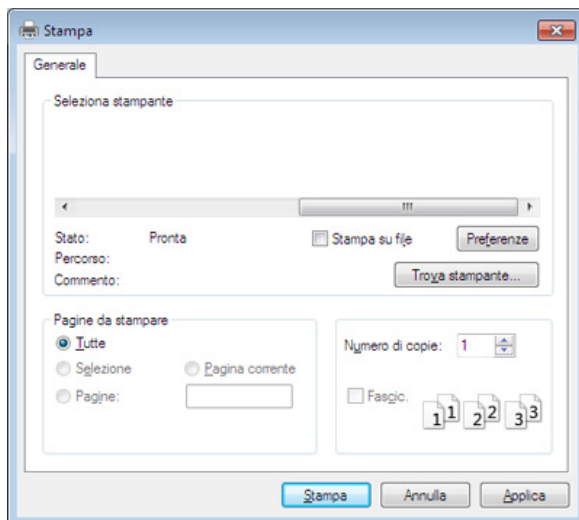 Stampa
Generale
Seleziona stampante
Stato: Pronta
Stampa su file
Preferenze
Percorso:
Commento:
Trova stampante...
Pagine da stampare
Tutte
Selezione
Pagina corrente
Pagine:
Numero di copie: 1
Fascic.
1 1 2 2 3 3
Stampa
Annulla
Applica